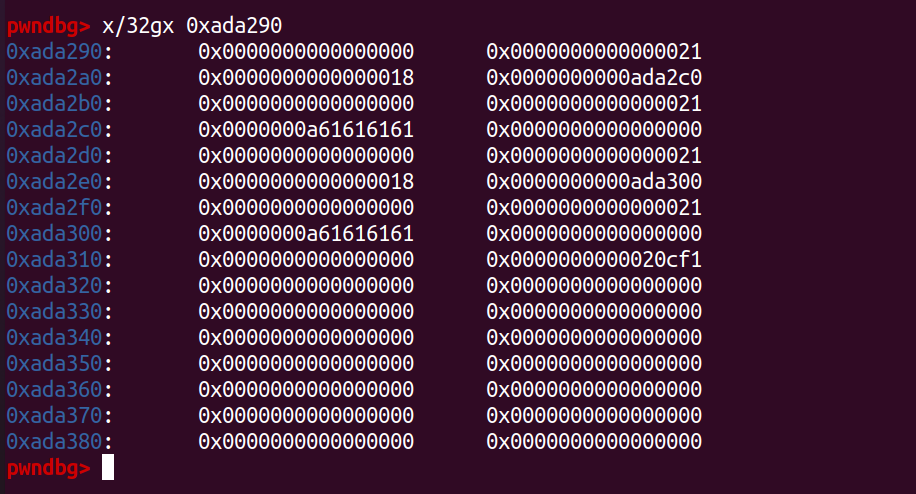 pwndbg> x/32gx 0xada290
0xada290: 0x0000000000000000 0x0000000000000021
0xada2a0: 0x0000000000000018 0x0000000000ada2c0
0xada2b0: 0x0000000000000000 0x0000000000000021
0xada2c0: 0x0000000a61616161 0x0000000000000000
0xada2d0: 0x0000000000000000 0x0000000000000021
0xada2e0: 0x0000000000000018 0x0000000000ada300
0xada2f0: 0x0000000000000000 0x0000000000000021
0xada300: 0x0000000a61616161 0x0000000000000000
0xada310: 0x0000000000000000 0x0000000000020cf1
0xada320: 0x0000000000000000 0x0000000000000000
0xada330: 0x0000000000000000 0x0000000000000000
0xada340: 0x0000000000000000 0x0000000000000000
0xada350: 0x0000000000000000 0x0000000000000000
0xada360: 0x0000000000000000 0x0000000000000000
0xada370: 0x0000000000000000 0x0000000000000000
0xada380: 0x0000000000000000 0x0000000000000000
pwndbg>